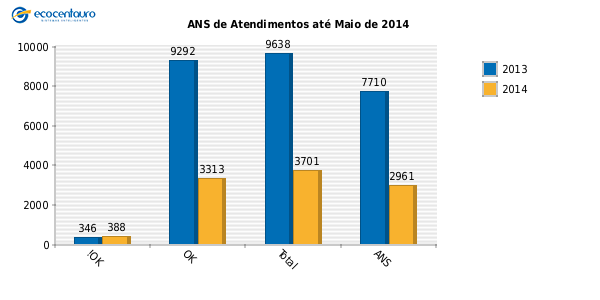 ecocentauro
ANS de Atendimentos até Maio de 2014
10000
8000
6000
4000
2000
0
346
388
9292
3313
9638
3701
7710
2961
!OK
OK
Total
ANS
2013
2014